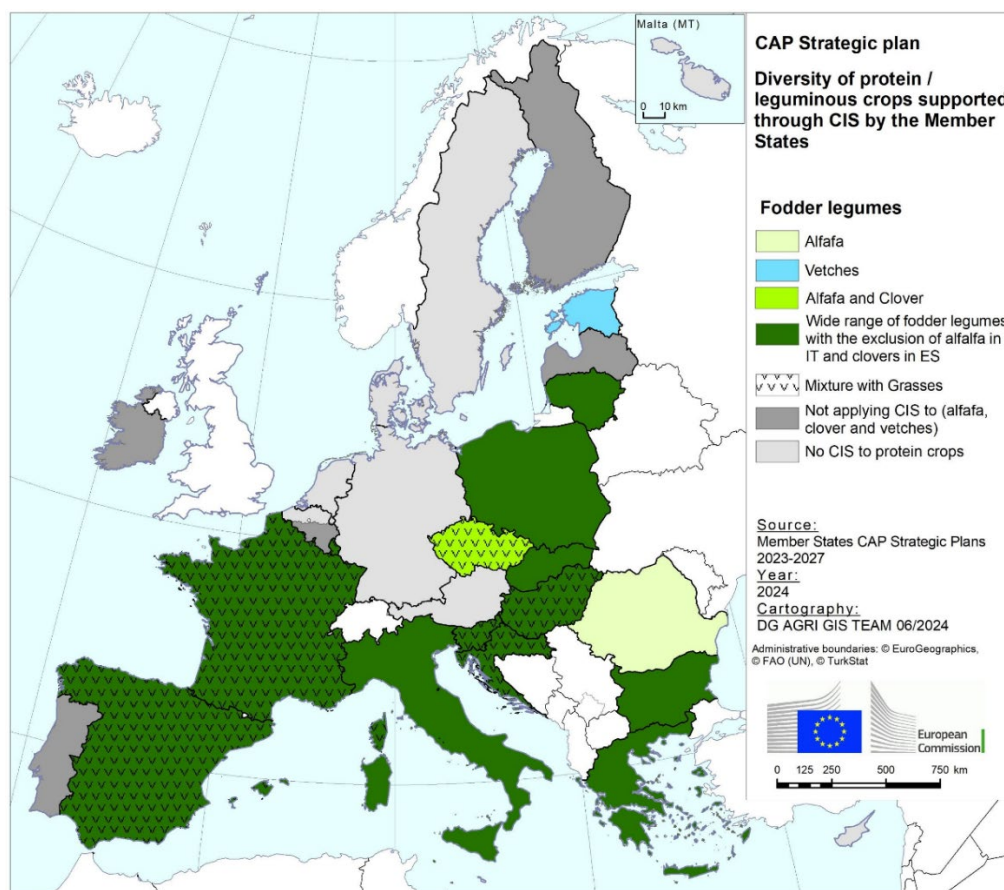 Malta (MT)
0 10 km
CAP Strategic plan
Diversity of protein /
leguminous crops supported
through CIS by the Member
States
Fodder legumes
Alfafa
Vetches
Alfafa and Clover
Wide range of fodder legumes
with the exclusion of alfalfa in
IT and clovers in ES
Mixture with Grasses
Not applying CIS to (alfafa,
clover and vetches)
No CIS to protein crops
Source:
Member States CAP Strategic Plans
2023-2027
Year:
2024
Cartography:
DG AGRI GIS TEAM 06/2024
Administrative boundaries: © EuroGeographics,
© FAO (UN), © TurkStat
European
Commission
0 125 250 500 750 km